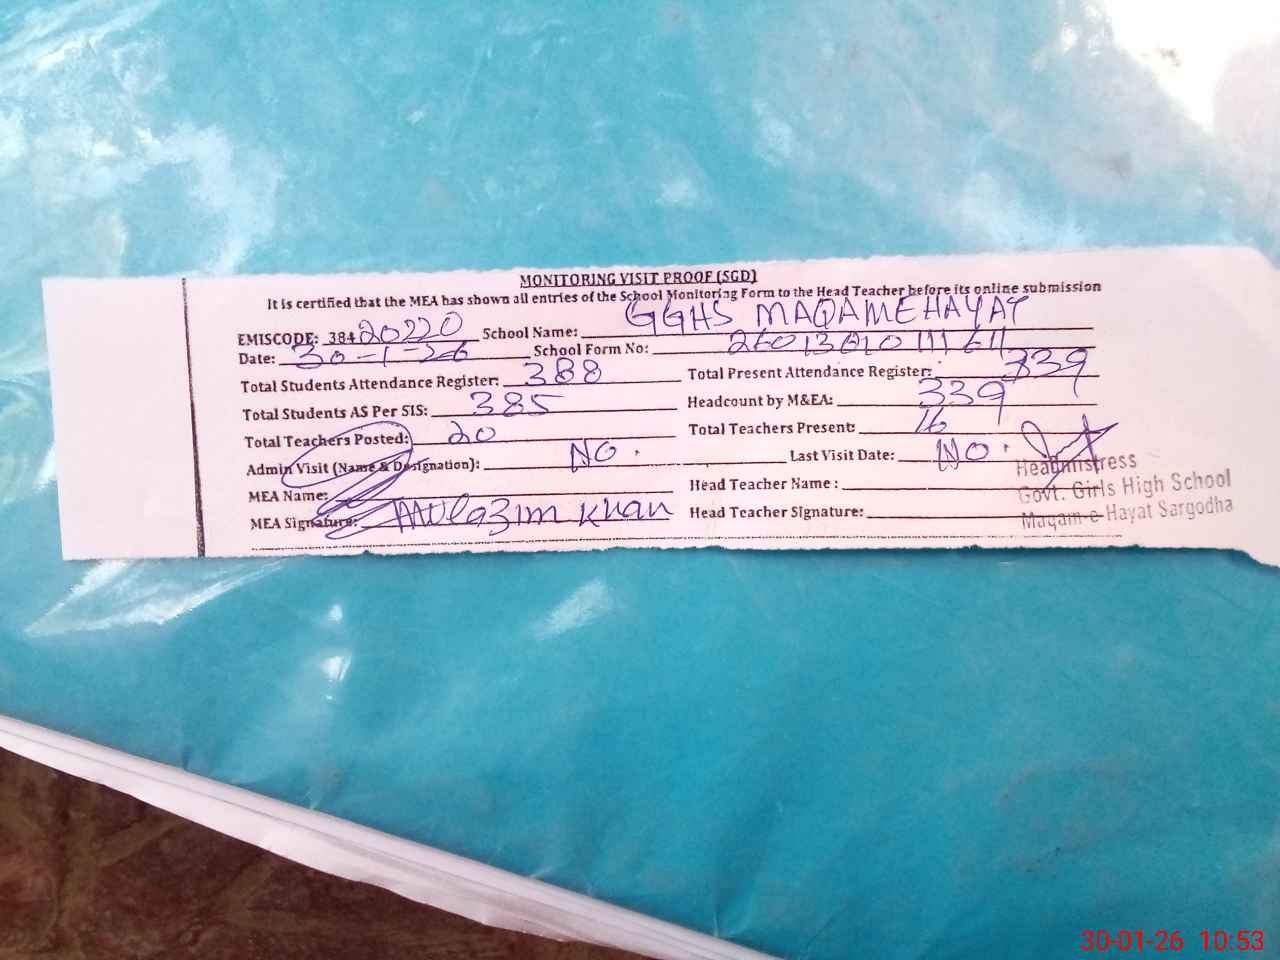 MONITORING VISIT PROOF (SGD)
It is certified that the MEA has shown all entries of the School Monitoring Form to the Head Teacher before its online submission
EMISCODE: 38420220 School Name: GGHS MAQAMEHAYAT
Date: 30-1-26 School Form No:
Total Students Attendance Register: 388 Total Present Attendance Register: 339
Total Students AS Per SIS: 385 Headcount by M&EA: 339
Total Teachers Posted: 20 Total Teachers Present: 16
Admin Visit (Name & Designation): NO. Last Visit Date: NO.
MEA Name: Head Teacher Name :
MEA Signature: Mulazim Khan Head Teacher Signature:
Headmistress
Govt. Girls High School
Maqam-e-Hayat Sargodha
30-01-26 10:53